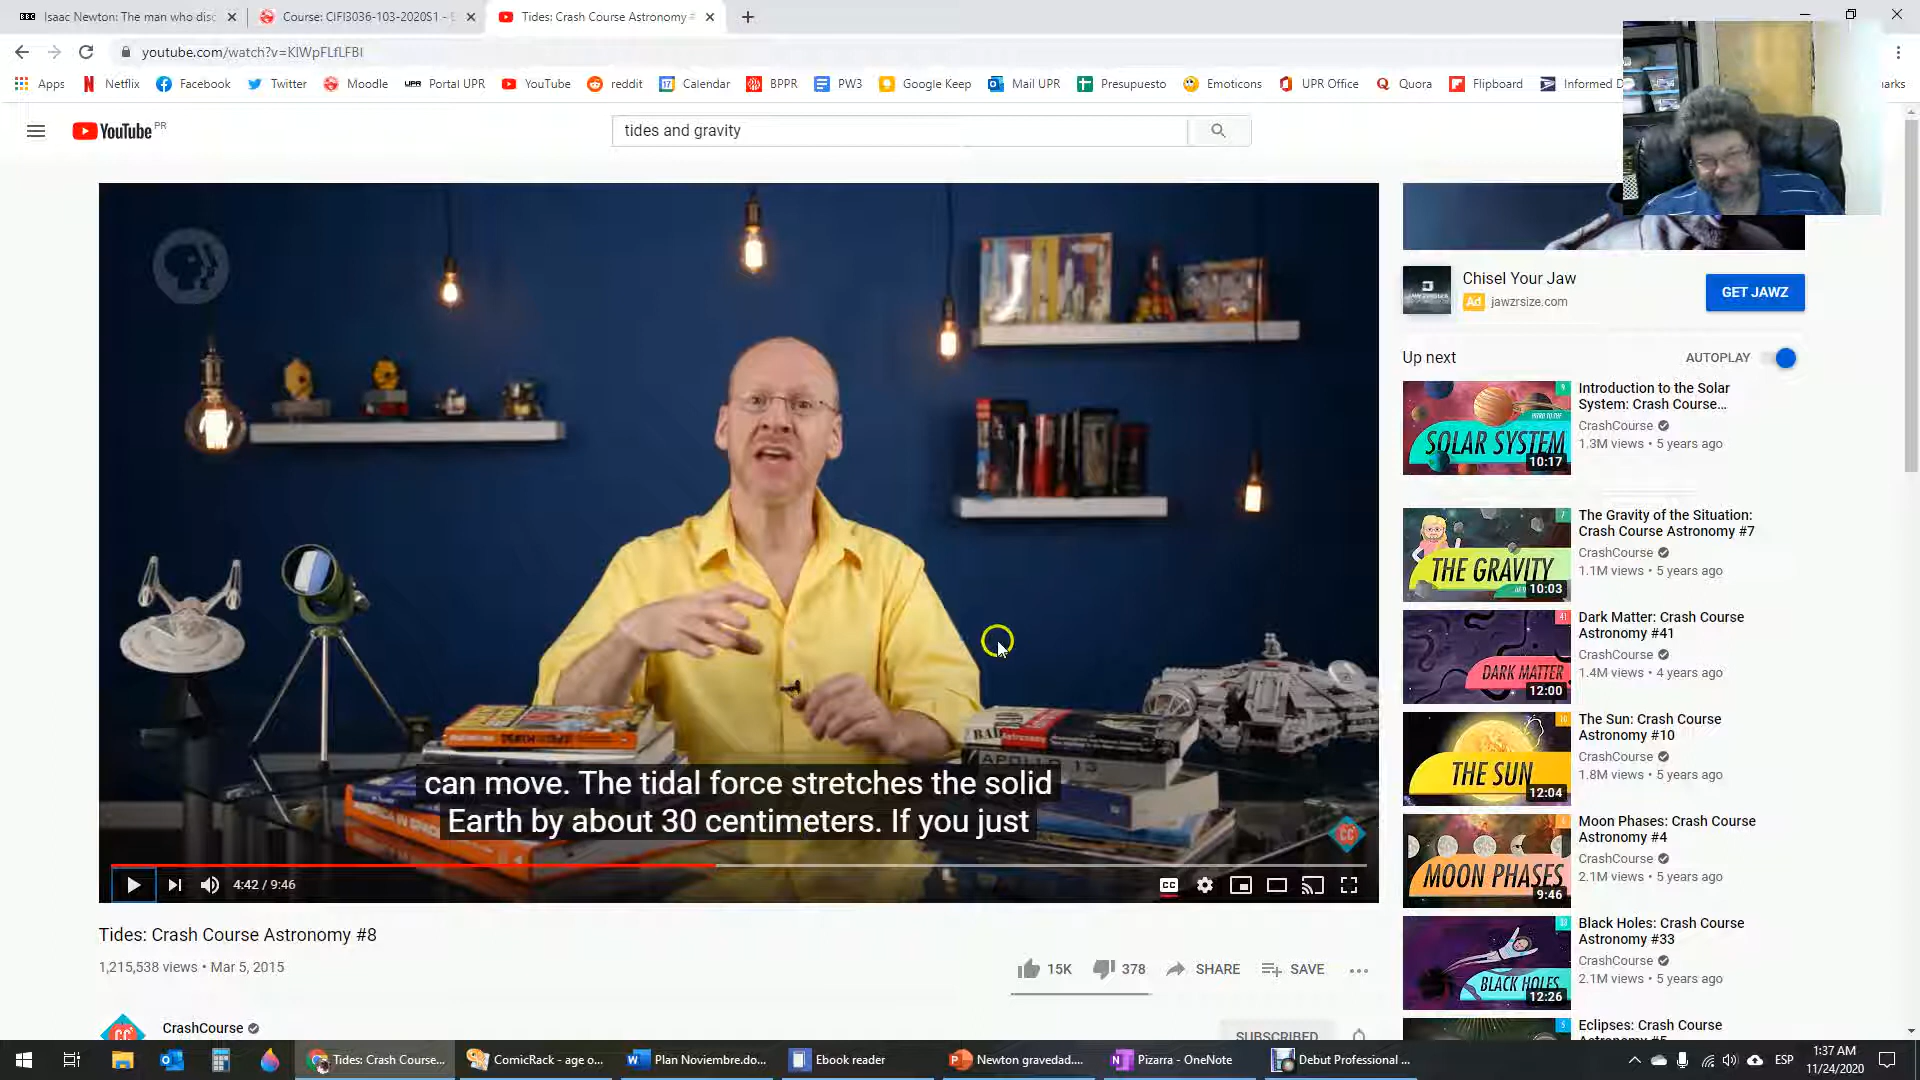 Isaac Newton: The man who disc
Course: CIFI3036-103-2020S1 -
Tides: Crash Course Astronomy #
youtube.com/watch?v=KlWpFLfLFBI
Apps
Netflix
Facebook
Twitter
Moodle
UPR Portal UPR
YouTube
reddit
Calendar
BPPR
PW3
Google Keep
Mail UPR
Presupuesto
Emoticons
UPR Office
Quora
Flipboard
Informed D
arks
YouTube PR
tides and gravity
Chisel Your Jaw
Ad jawzrsize.com
GET JAWZ
Up next
AUTOPLAY
SOLAR SYSTEM
10:17
Introduction to the Solar
System: Crash Course...
CrashCourse
1.3M views • 5 years ago
THE GRAVITY
10:03
The Gravity of the Situation:
Crash Course Astronomy #7
CrashCourse
1.1M views • 5 years ago
DARK MATTER
12:00
Dark Matter: Crash Course
Astronomy #41
CrashCourse
1.4M views • 4 years ago
THE SUN
12:04
The Sun: Crash Course
Astronomy #10
CrashCourse
1.8M views • 5 years ago
MOON PHASES
9:46
Moon Phases: Crash Course
Astronomy #4
CrashCourse
2.1M views • 5 years ago
BLACK HOLES
12:26
Black Holes: Crash Course
Astronomy #33
CrashCourse
2.1M views • 5 years ago
Eclipses: Crash Course
can move. The tidal force stretches the solid
Earth by about 30 centimeters. If you just
4:42 / 9:46
CC
Tides: Crash Course Astronomy #8
1,215,538 views • Mar 5, 2015
15K
378
SHARE
SAVE
CrashCourse
SUBSCRIBED
Tides: Crash Course...
ComicRack - age o...
Plan Noviembre.do...
Ebook reader
Newton gravedad....
Pizarra - OneNote
Debut Professional ...
ESP
1:37 AM
11/24/2020